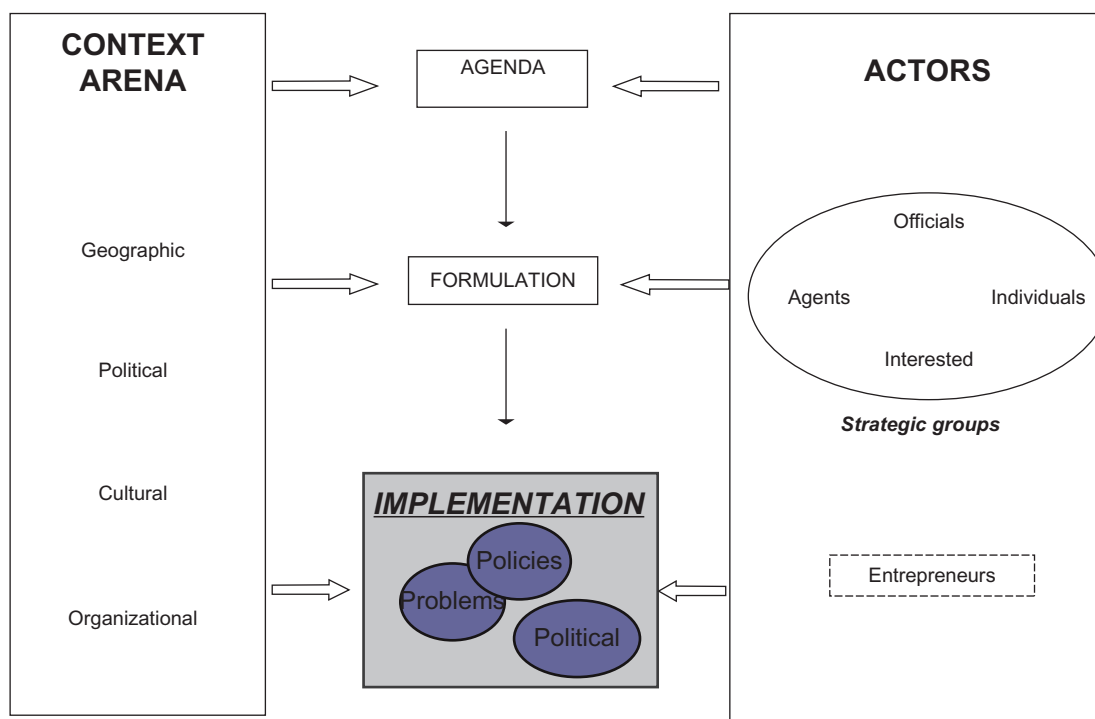 CONTEXT
ARENA
Geographic
Political
Cultural
Organizational
AGENDA
FORMULATION
IMPLEMENTATION
Policies
Problems
Political
ACTORS
Officials
Agents
Individuals
Interested
Strategic groups
Entrepreneurs